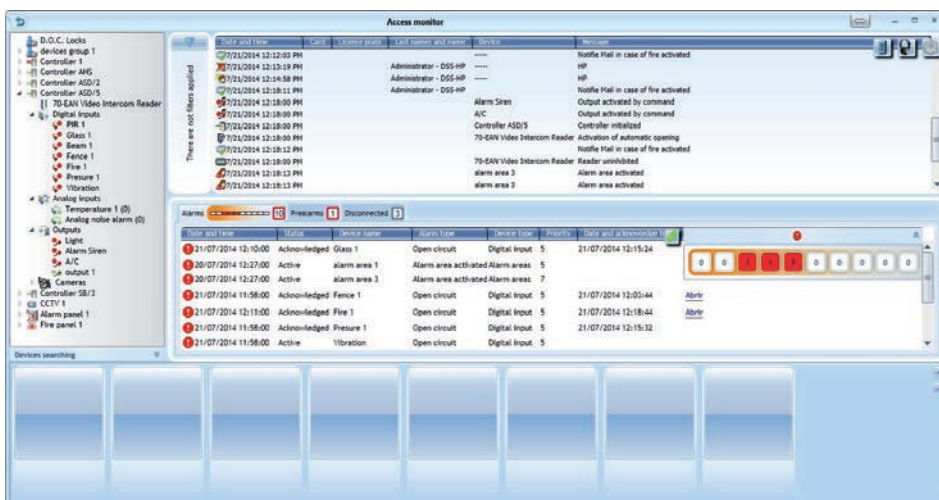 Access monitor
D.O.C. Locks
devices group 1
Controller 1
Controller AHS
Controller ASD/2
Controller ASD/5
70-EAN Video Intercom Reader
Digital inputs
PIR 1
Glass 1
Beam 1
Fence 1
Fire 1
Presure 1
Vibration
Analog inputs
Temperature 1 (0)
Analog noise alarm (0)
Outputs
Light
Alarm Siren
A/C
output 1
Cameras
Controller SB/3
CCTV 1
Alarm panel 1
Fire panel 1
Devices searching
There are not filters applied
Date and time Card License plate Last names and name Device Message
7/21/2014 12:12:03 PM ----- Notifie Mail in case of fire activated
7/21/2014 12:13:19 PM Administrator - DSS-HP ----- HP
7/21/2014 12:14:58 PM Administrator - DSS-HP ----- HP
7/21/2014 12:18:11 PM Administrator - DSS-HP Notifie Mail in case of fire activated
7/21/2014 12:18:00 PM Alarm Siren Output activated by command
7/21/2014 12:18:00 PM A/C Output activated by command
7/21/2014 12:18:00 PM Controller ASD/5 Controller initialized
7/21/2014 12:18:00 PM 70-EAN Video Intercom Reader Activation of automatic opening
7/21/2014 12:18:12 PM Notifie Mail in case of fire activated
7/21/2014 12:18:00 PM 70-EAN Video Intercom Reader Reader uninhibited
7/21/2014 12:18:13 PM alarm area 3 Alarm area activated
7/21/2014 12:18:13 PM alarm area 3 Alarm area activated
Alarms 10 Prealarms 1 Disconnected 3
Date and time Status Device name Alarm type Device type Priority Date and acknowledge
21/07/2014 12:10:00 Acknowledged Glass 1 Open circuit Digital input 5 21/07/2014 12:15:24
20/07/2014 12:27:00 Active alarm area 1 Alarm area activated Alarm areas 5
20/07/2014 12:27:00 Active alarm area 3 Alarm area activated Alarm areas 7
21/07/2014 11:58:00 Acknowledged Fence 1 Open circuit Digital input 5 21/07/2014 12:03:44 Abrir
21/07/2014 12:11:00 Acknowledged Fire 1 Open circuit Digital input 5 21/07/2014 12:18:44 Abrir
21/07/2014 11:58:00 Acknowledged Presure 1 Open circuit Digital input 5 21/07/2014 12:15:32
21/07/2014 11:58:00 Active Vibration Open circuit Digital input 5
0 0 0 0 0 0 0